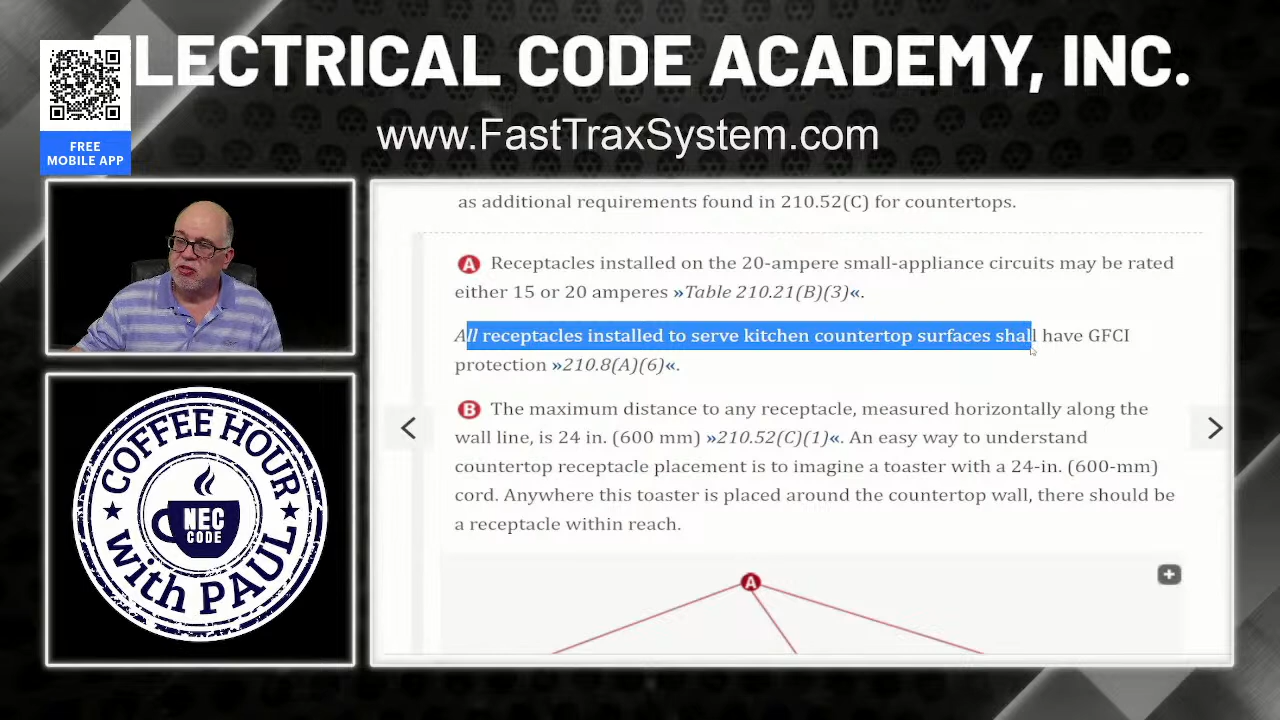 ELECTRICAL CODE ACADEMY, INC.
www.FastTraxSystem.com
FREE
MOBILE APP
as additional requirements found in 210.52(C) for countertops.
A Receptacles installed on the 20-ampere small-appliance circuits may be rated
either 15 or 20 amperes »Table 210.21(B)(3)«.
All receptacles installed to serve kitchen countertop surfaces shall have GFCI
protection »210.8(A)(6)«.
B The maximum distance to any receptacle, measured horizontally along the
wall line, is 24 in. (600 mm) »210.52(C)(1)«. An easy way to understand
countertop receptacle placement is to imagine a toaster with a 24-in. (600-mm)
cord. Anywhere this toaster is placed around the countertop wall, there should be
a receptacle within reach.
A
COFFEE HOUR
NEC
CODE
with PAUL